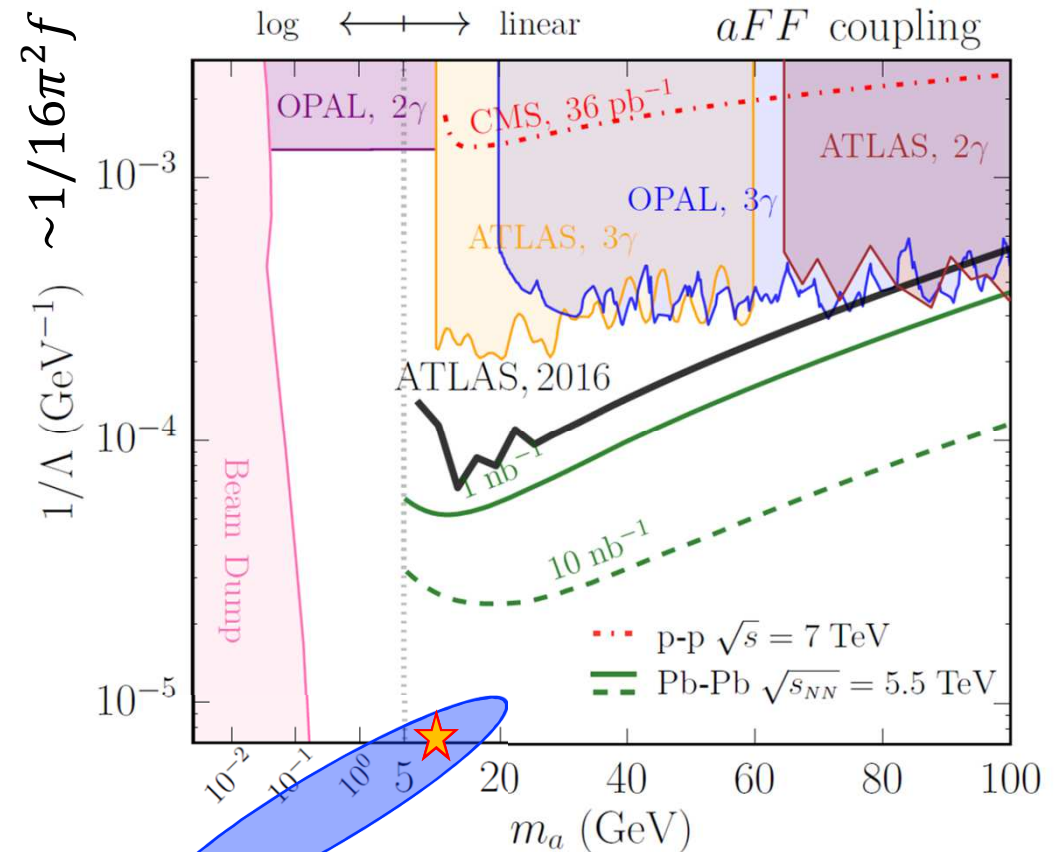 log ←→ linear
aFF coupling
1/Λ (GeV⁻¹) ~1/16π²f
OPAL, 2γ
CMS, 36 pb⁻¹
ATLAS, 2γ
10⁻³
OPAL, 3γ
ATLAS, 3γ
ATLAS, 2016
10⁻⁴
1 nb⁻¹
Beam Dump
10 nb⁻¹
p-p √s = 7 TeV
Pb-Pb √s_NN = 5.5 TeV
10⁻⁵
10⁻² 10⁻¹ 10⁰ 5 20 40 60 80 100
mₐ (GeV)